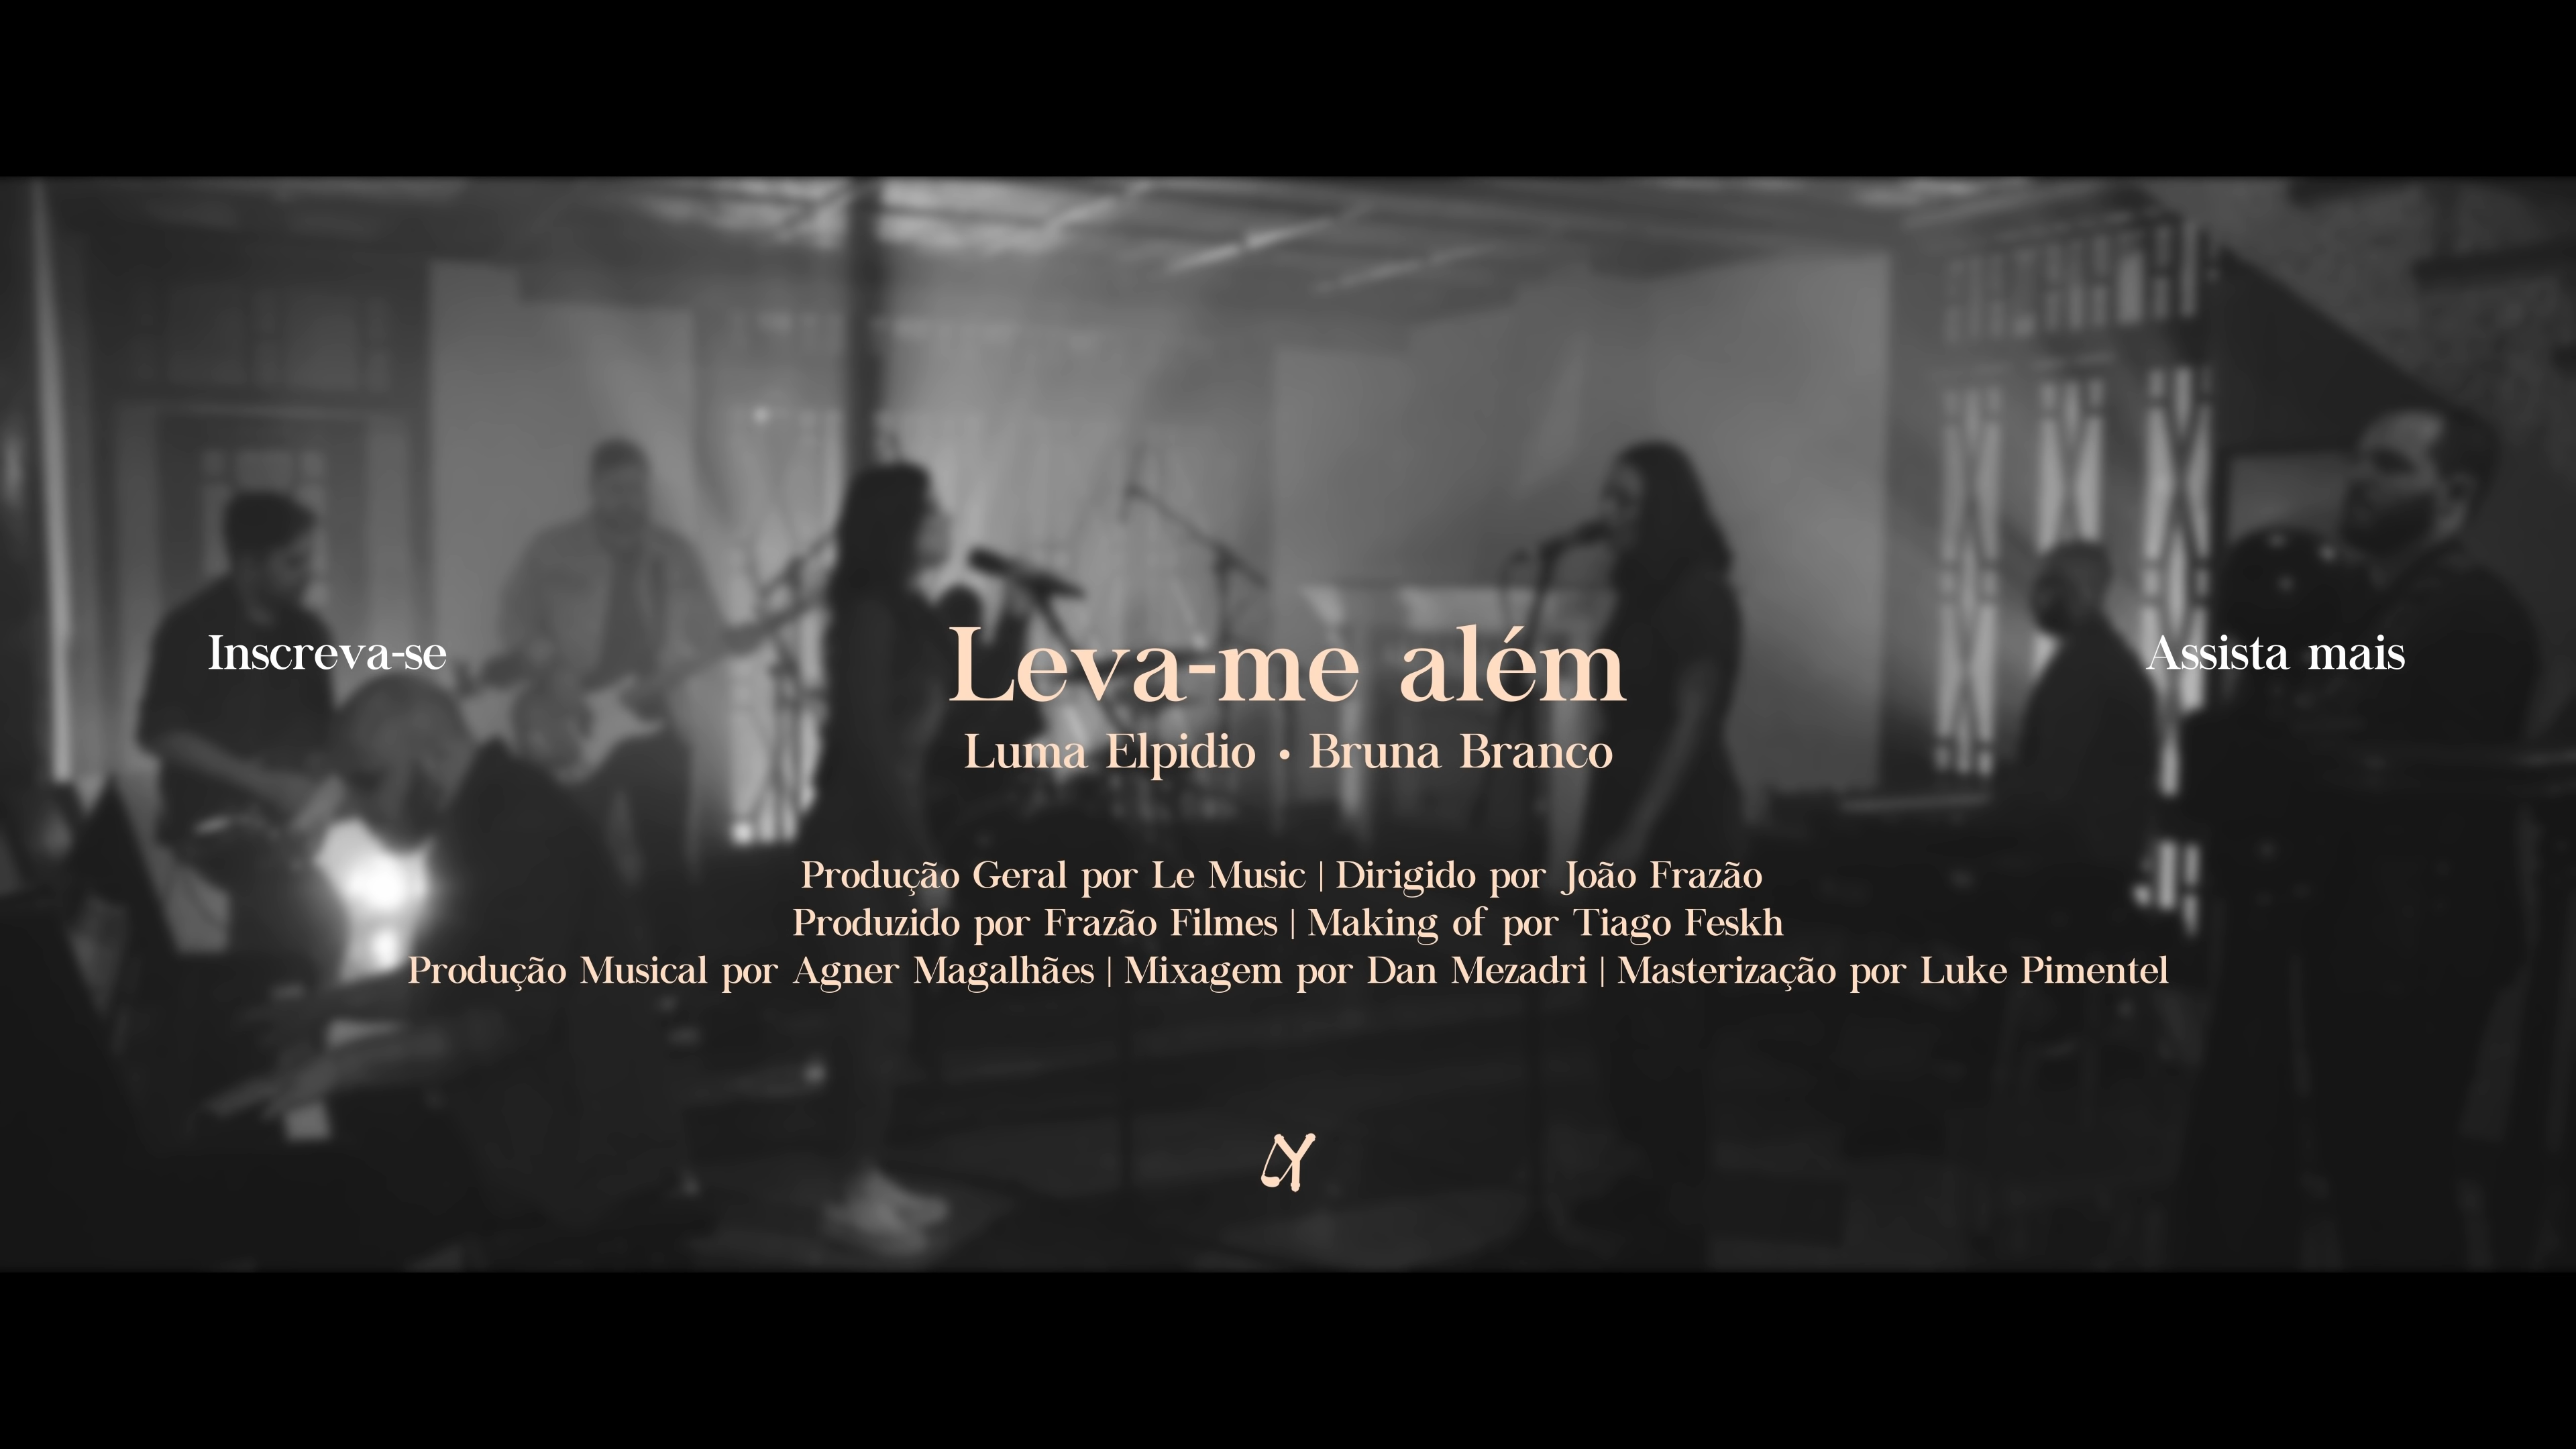 Inscreva-se
Leva-me além
Assista mais
Luma Elpidio • Bruna Branco
Produção Geral por Le Music | Dirigido por João Frazão
Produzido por Frazão Filmes | Making of por Tiago Feskh
Produção Musical por Agner Magalhães | Mixagem por Dan Mezadri | Masterização por Luke Pimentel